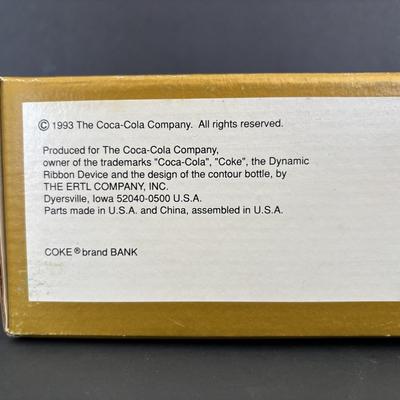 © 1993 The Coca-Cola Company. All rights reserved.
Produced for The Coca-Cola Company,
owner of the trademarks "Coca-Cola", "Coke", the Dynamic
Ribbon Device and the design of the contour bottle, by
THE ERTL COMPANY, INC.
Dyersville, Iowa 52040-0500 U.S.A.
Parts made in U.S.A. and China, assembled in U.S.A.
COKE® brand BANK